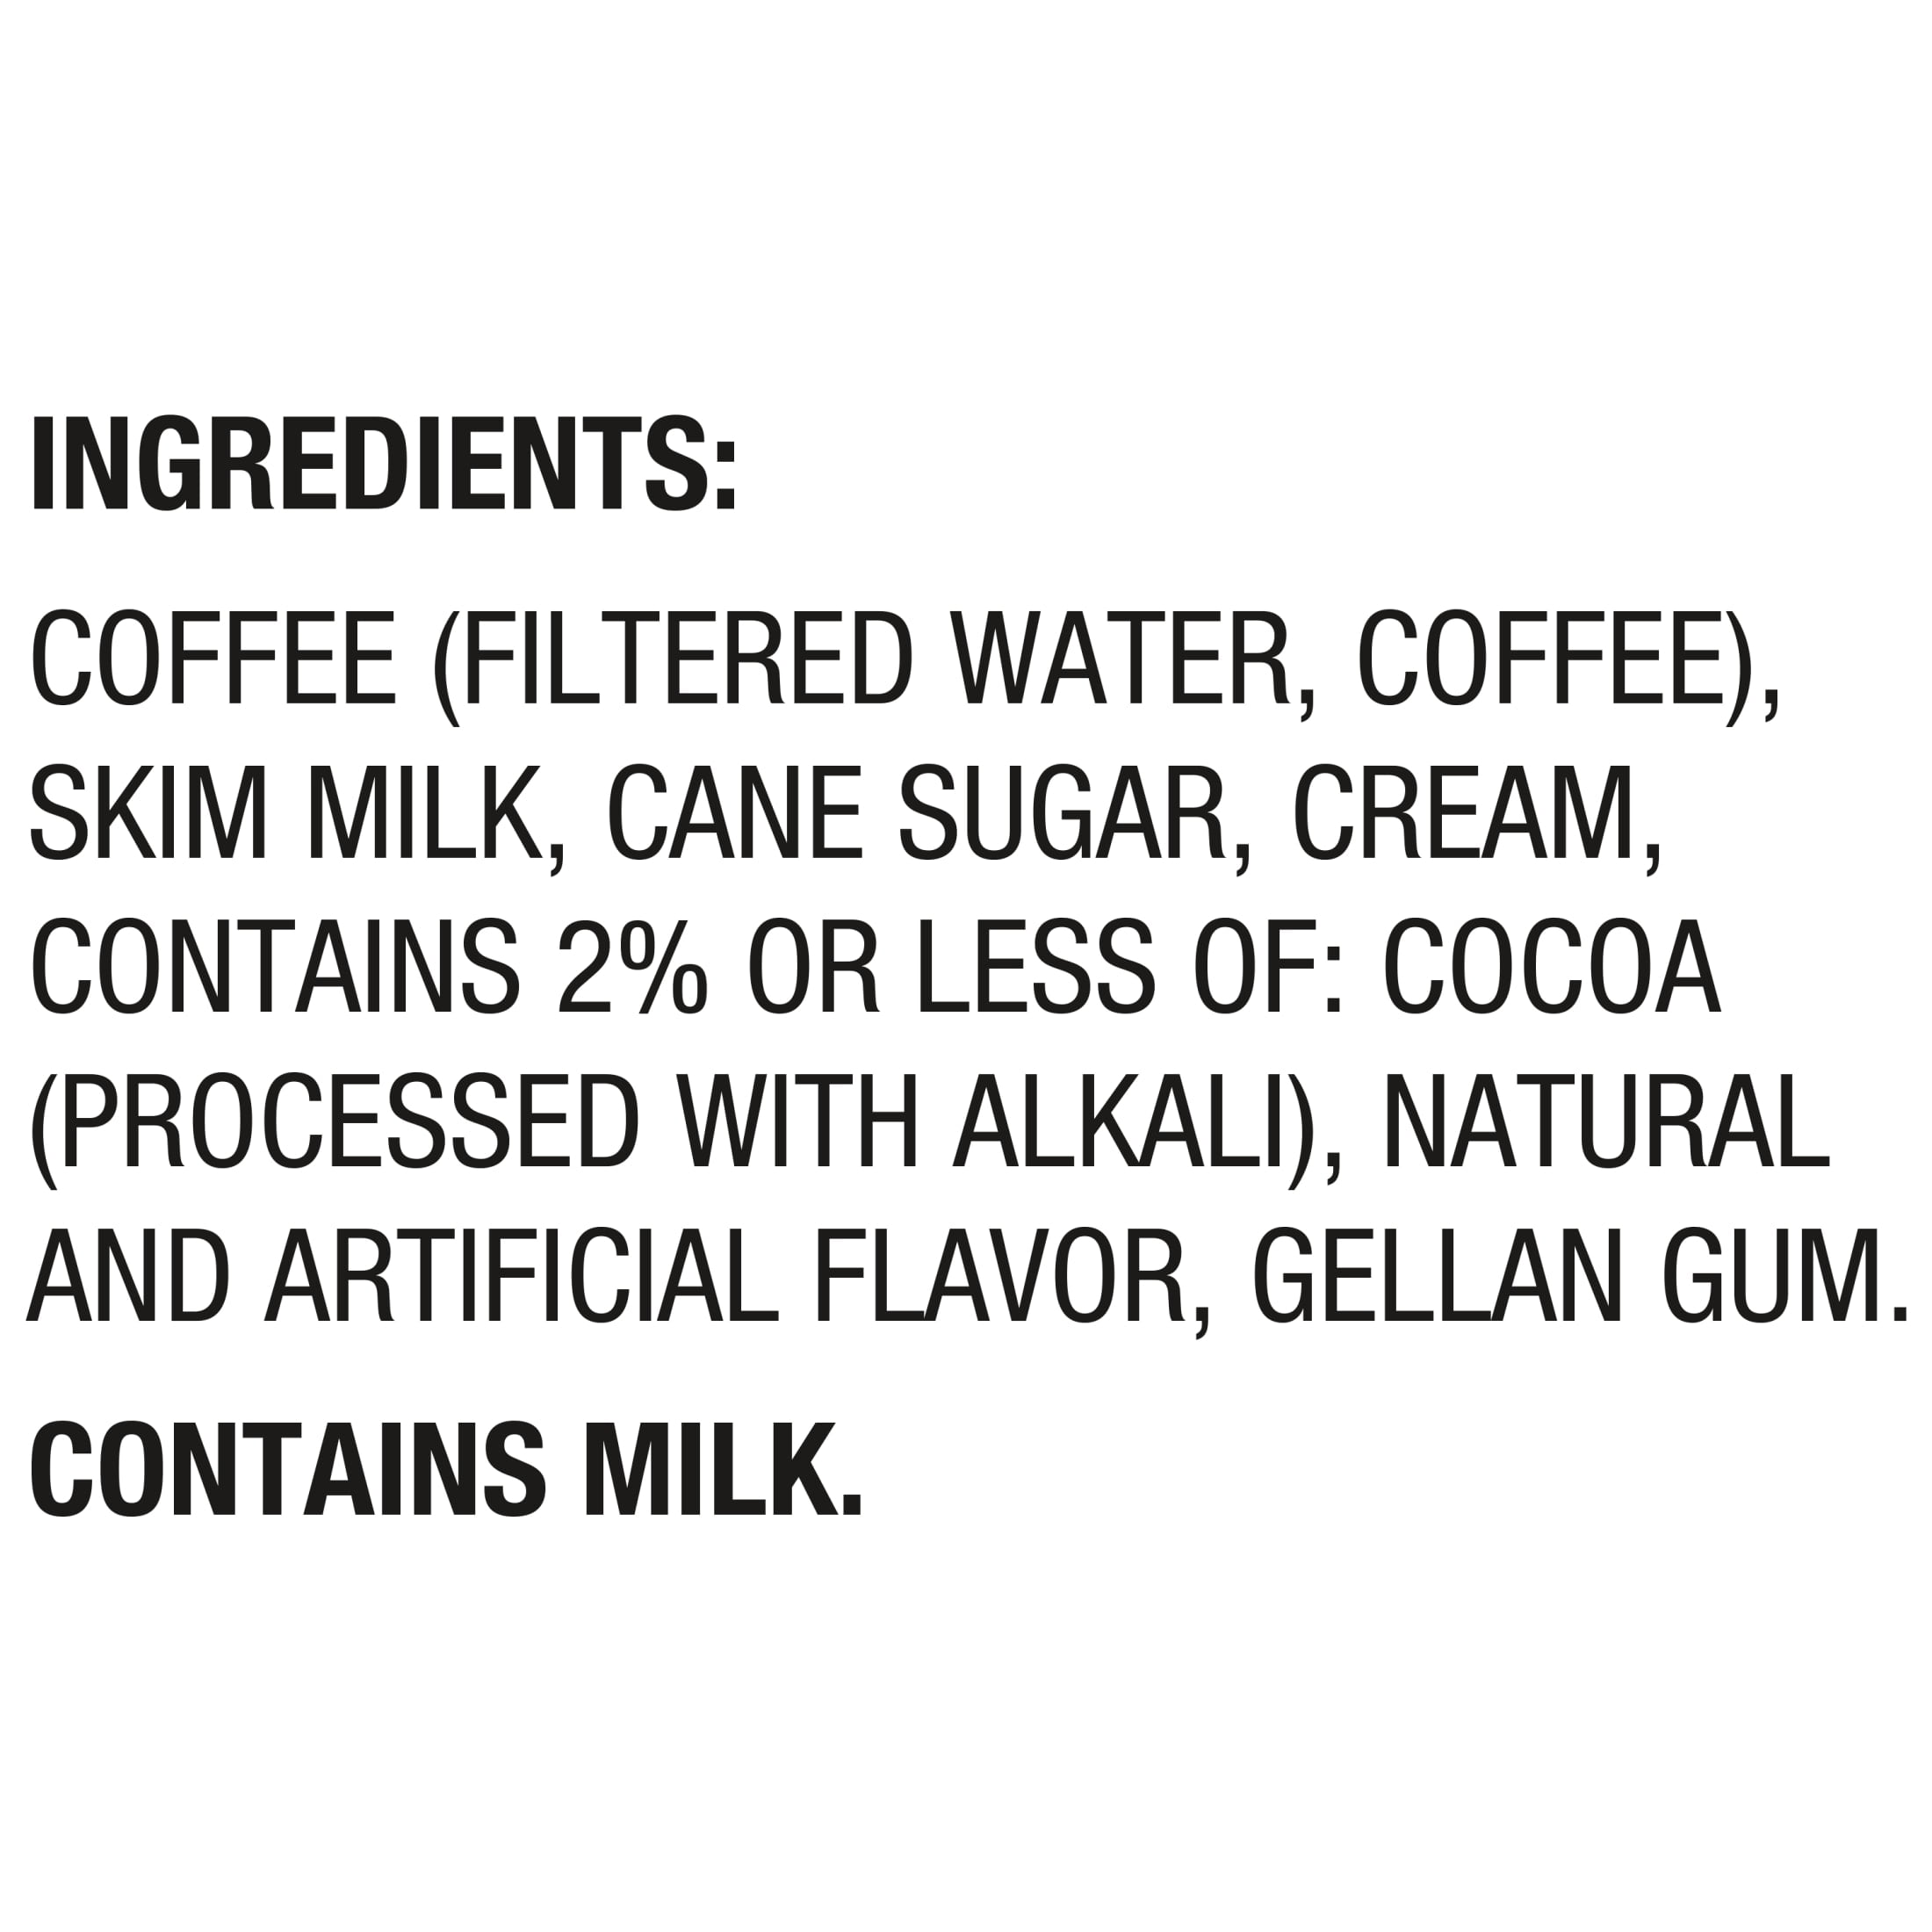 INGREDIENTS:
COFFEE (FILTERED WATER, COFFEE),
SKIM MILK, CANE SUGAR, CREAM,
CONTAINS 2% OR LESS OF: COCOA
(PROCESSED WITH ALKALI), NATURAL
AND ARTIFICIAL FLAVOR, GELLAN GUM.
CONTAINS MILK.